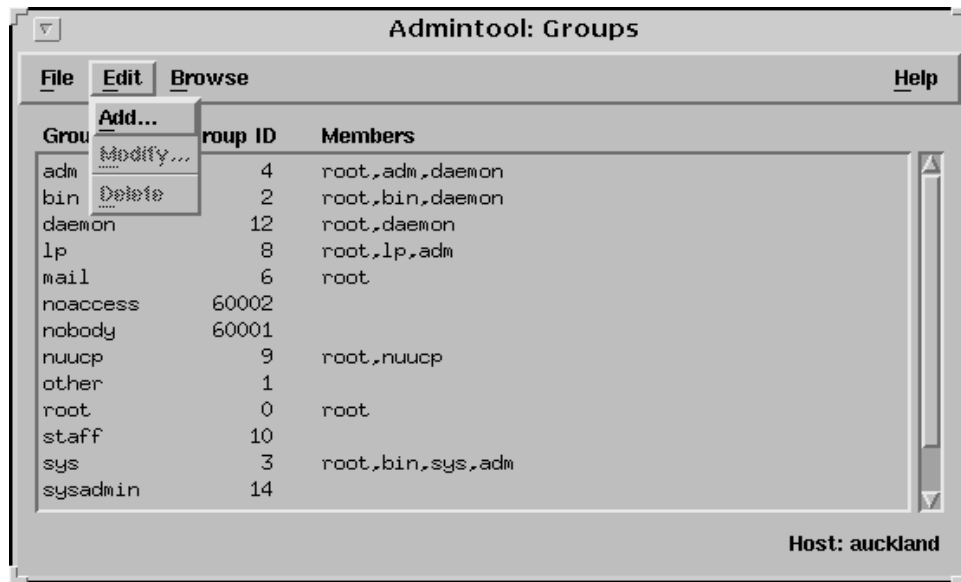 Admintool: Groups
File Edit Browse Help
Add...
Grou roup ID Members
Modify...
adm 4 root,adm,daemon
Delete
bin 2 root,bin,daemon
daemon 12 root,daemon
lp 8 root,lp,adm
mail 6 root
noaccess 60002
nobody 60001
nuucp 9 root,nuucp
other 1
root 0 root
staff 10
sys 3 root,bin,sys,adm
sysadmin 14
Host: auckland